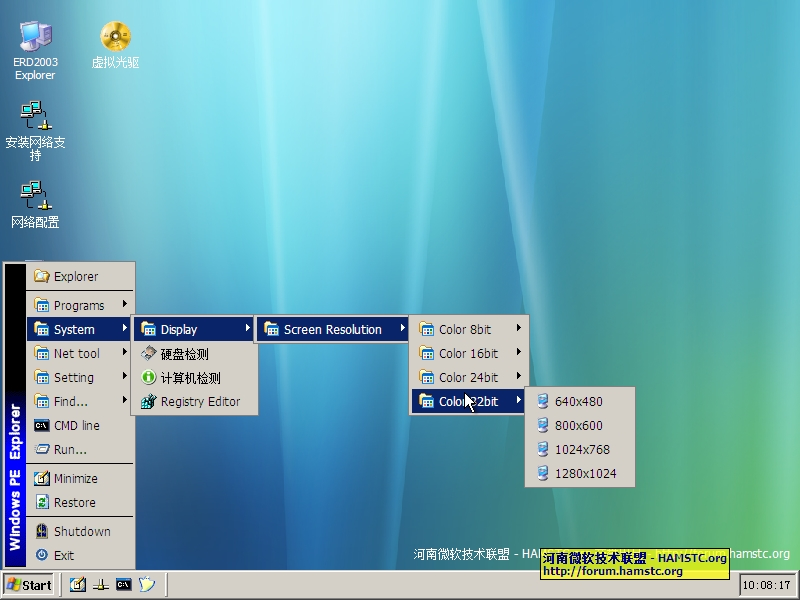 ERD2003
Explorer
虚拟光驱
安装网络支
持
网络配置
Explorer
Programs
System
Net tool
Setting
Find...
CMD line
Run...
Minimize
Restore
Shutdown
Exit
Windows PE Explorer
Display
硬盘检测
计算机检测
Registry Editor
Screen Resolution
Color 8bit
Color 16bit
Color 24bit
Color 32bit
640x480
800x600
1024x768
1280x1024
河南微软技术联盟 - HAMSTC.org
http://forum.hamstc.org
河南微软技术联盟 - HA
hamstc.org
Start
10:08:17